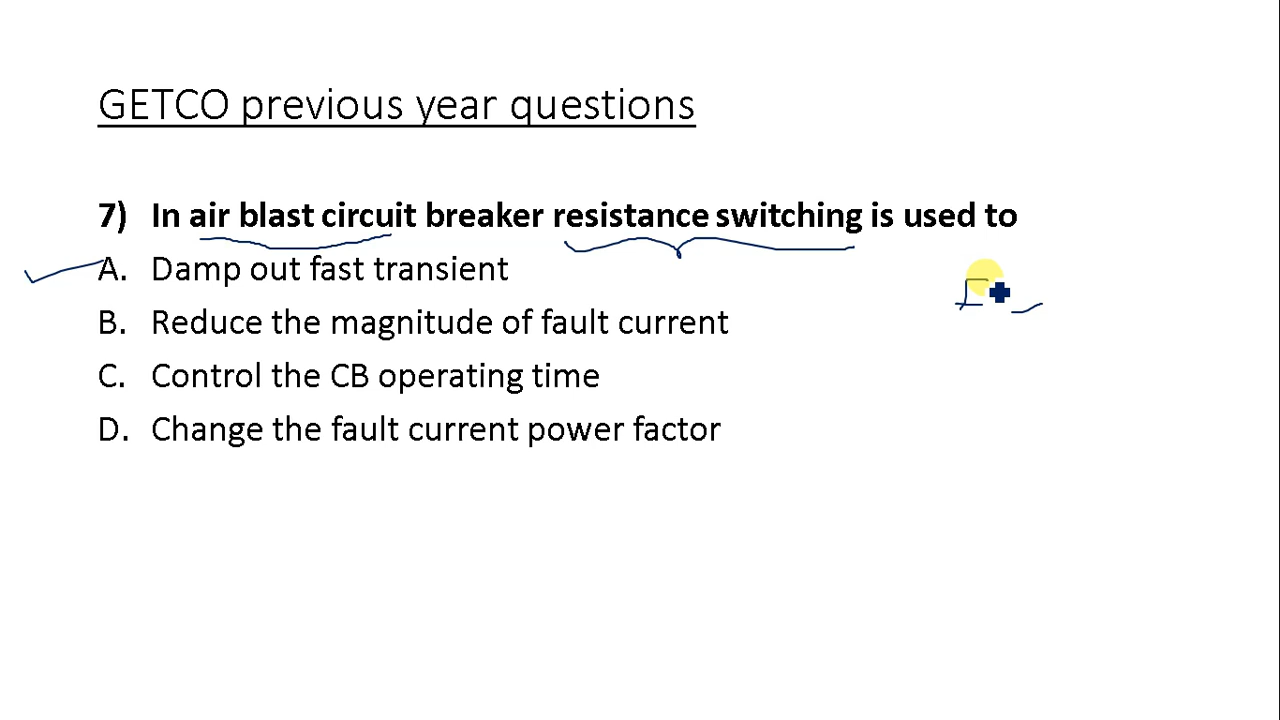 GETCO previous year questions
7) In air blast circuit breaker resistance switching is used to
A. Damp out fast transient
B. Reduce the magnitude of fault current
C. Control the CB operating time
D. Change the fault current power factor